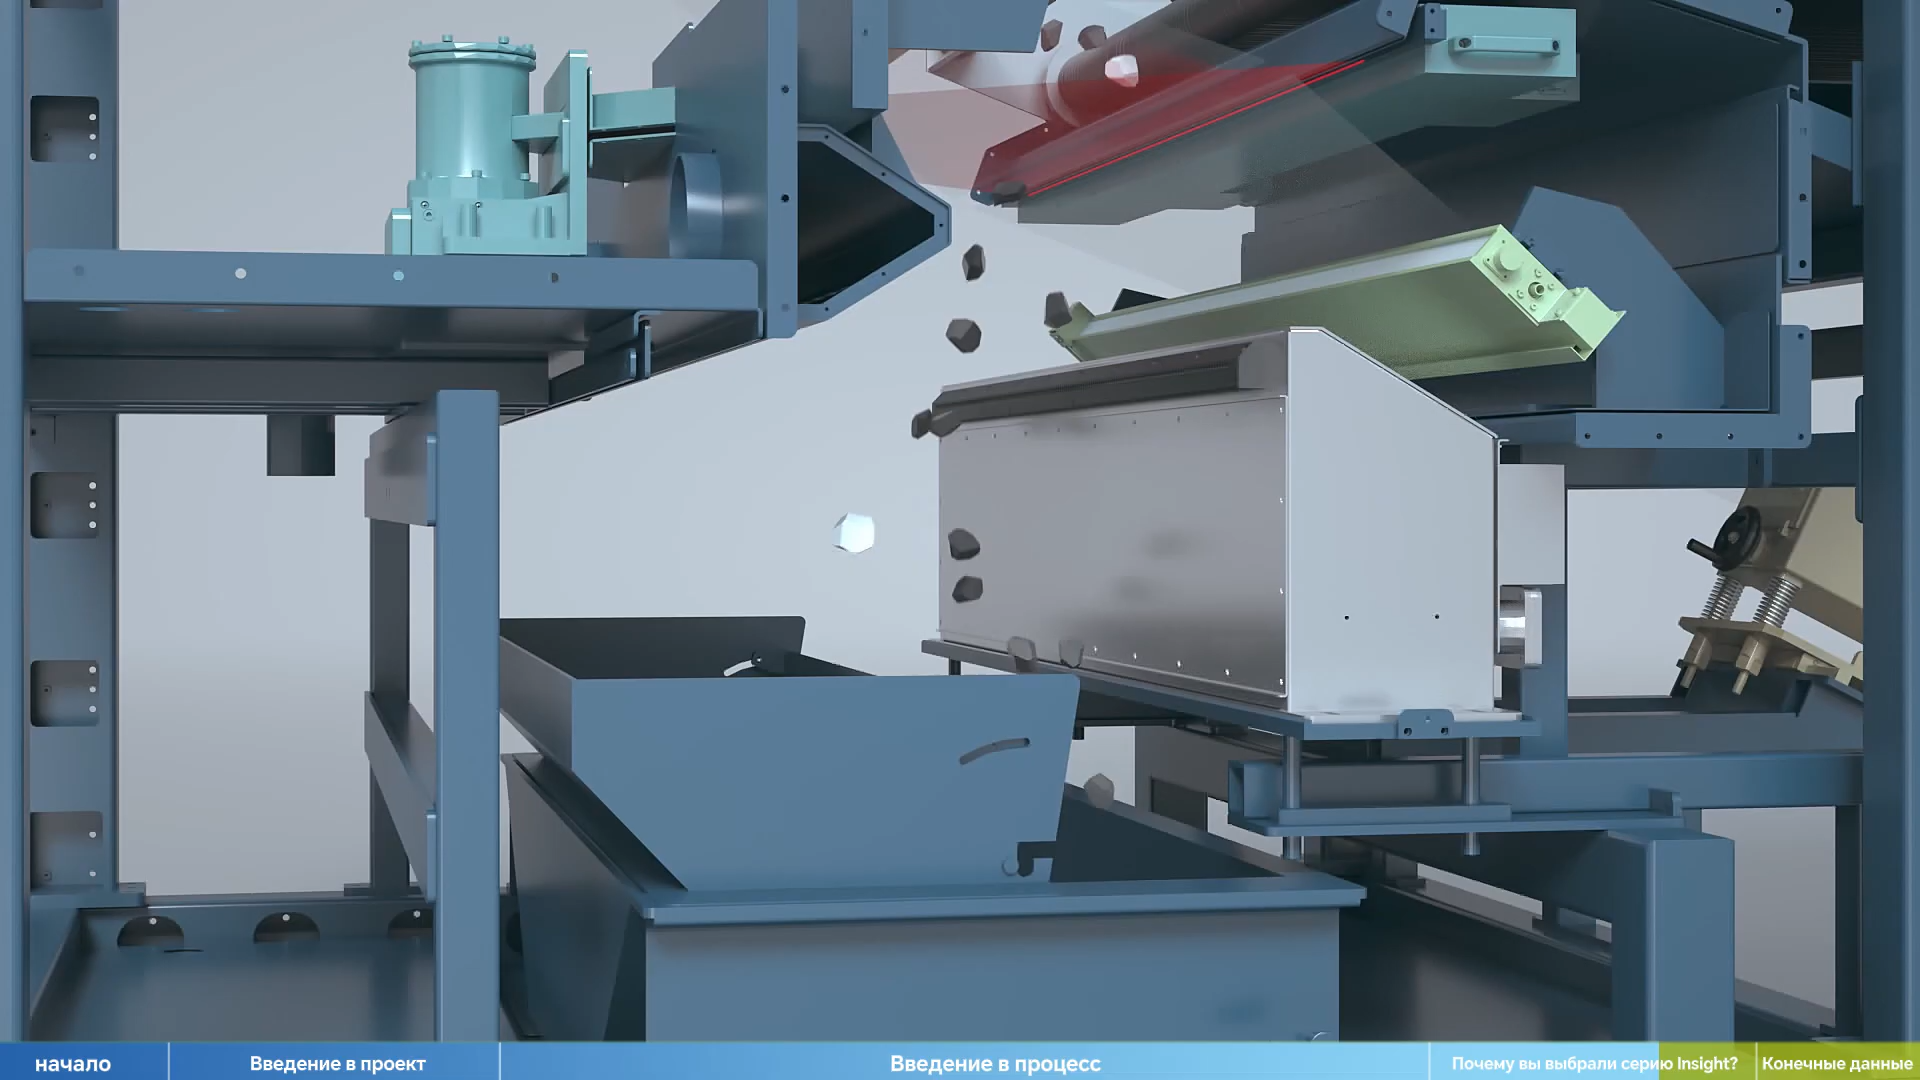 начало
Введение в проект
Введение в процесс
Почему вы выбрали серию Insight?
Конечные данные